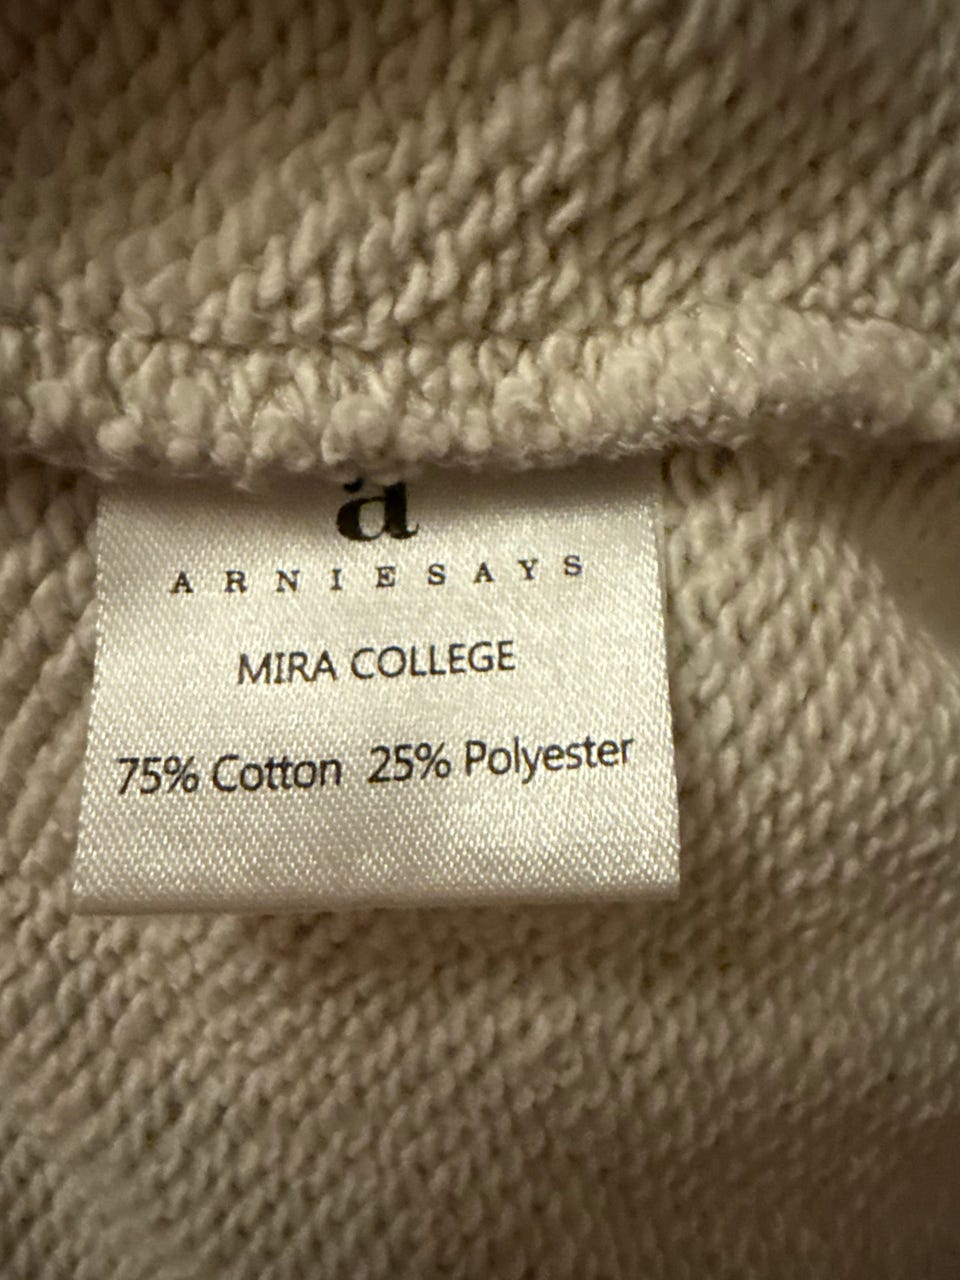 a
ARNIESAYS
MIRA COLLEGE
75% Cotton 25% Polyester